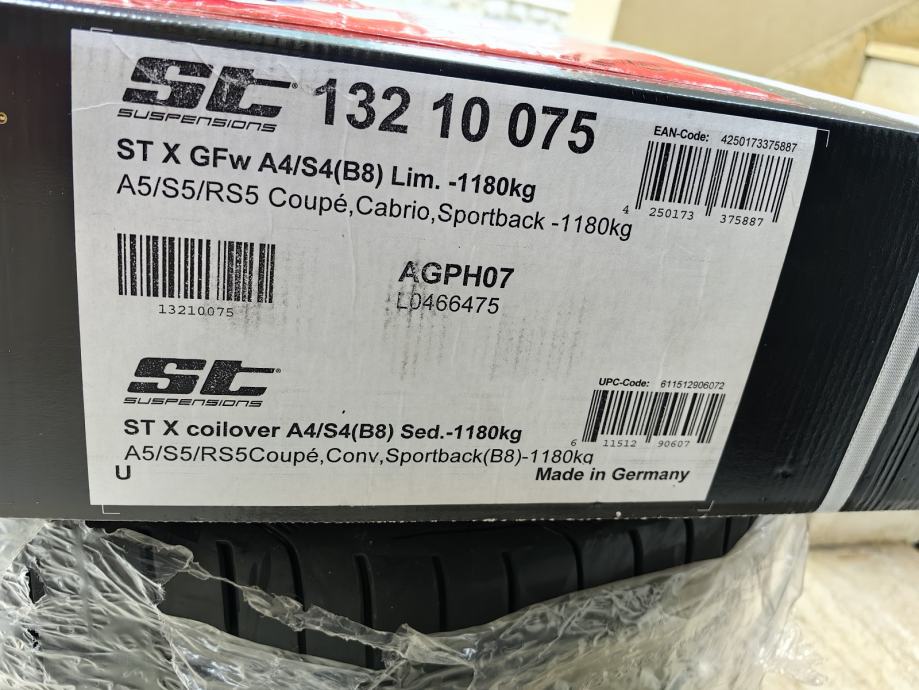 st
SUSPENSIONS
132 10 075
EAN-Code: 4250173375887
ST X GFw A4/S4(B8) Lim. -1180kg
A5/S5/RS5 Coupé,Cabrio,Sportback -1180kg
4 250173 375887
13210075
AGPH07
L0466475
st
SUSPENSIONS
UPC-Code: 611512906072
ST X coilover A4/S4(B8) Sed.-1180kg
6 11512 90607
A5/S5/RS5Coupé,Conv,Sportback(B8)-1180kg
U
Made in Germany